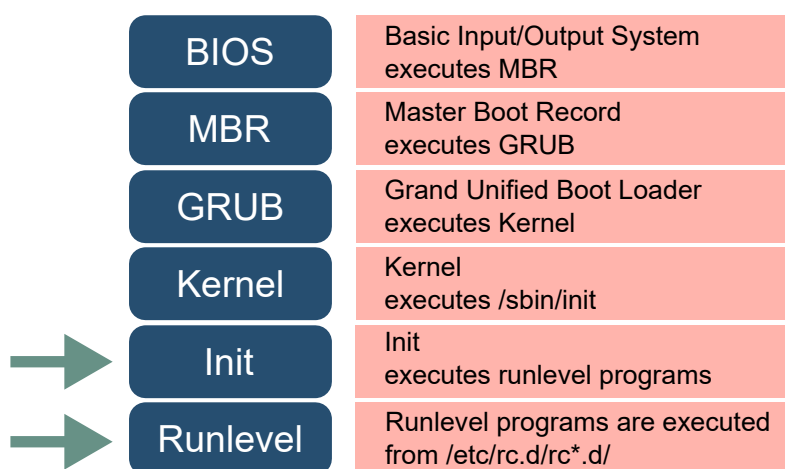 BIOS
Basic Input/Output System
executes MBR
MBR
Master Boot Record
executes GRUB
GRUB
Grand Unified Boot Loader
executes Kernel
Kernel
Kernel
executes /sbin/init
Init
Init
executes runlevel programs
Runlevel
Runlevel programs are executed
from /etc/rc.d/rc*.d/